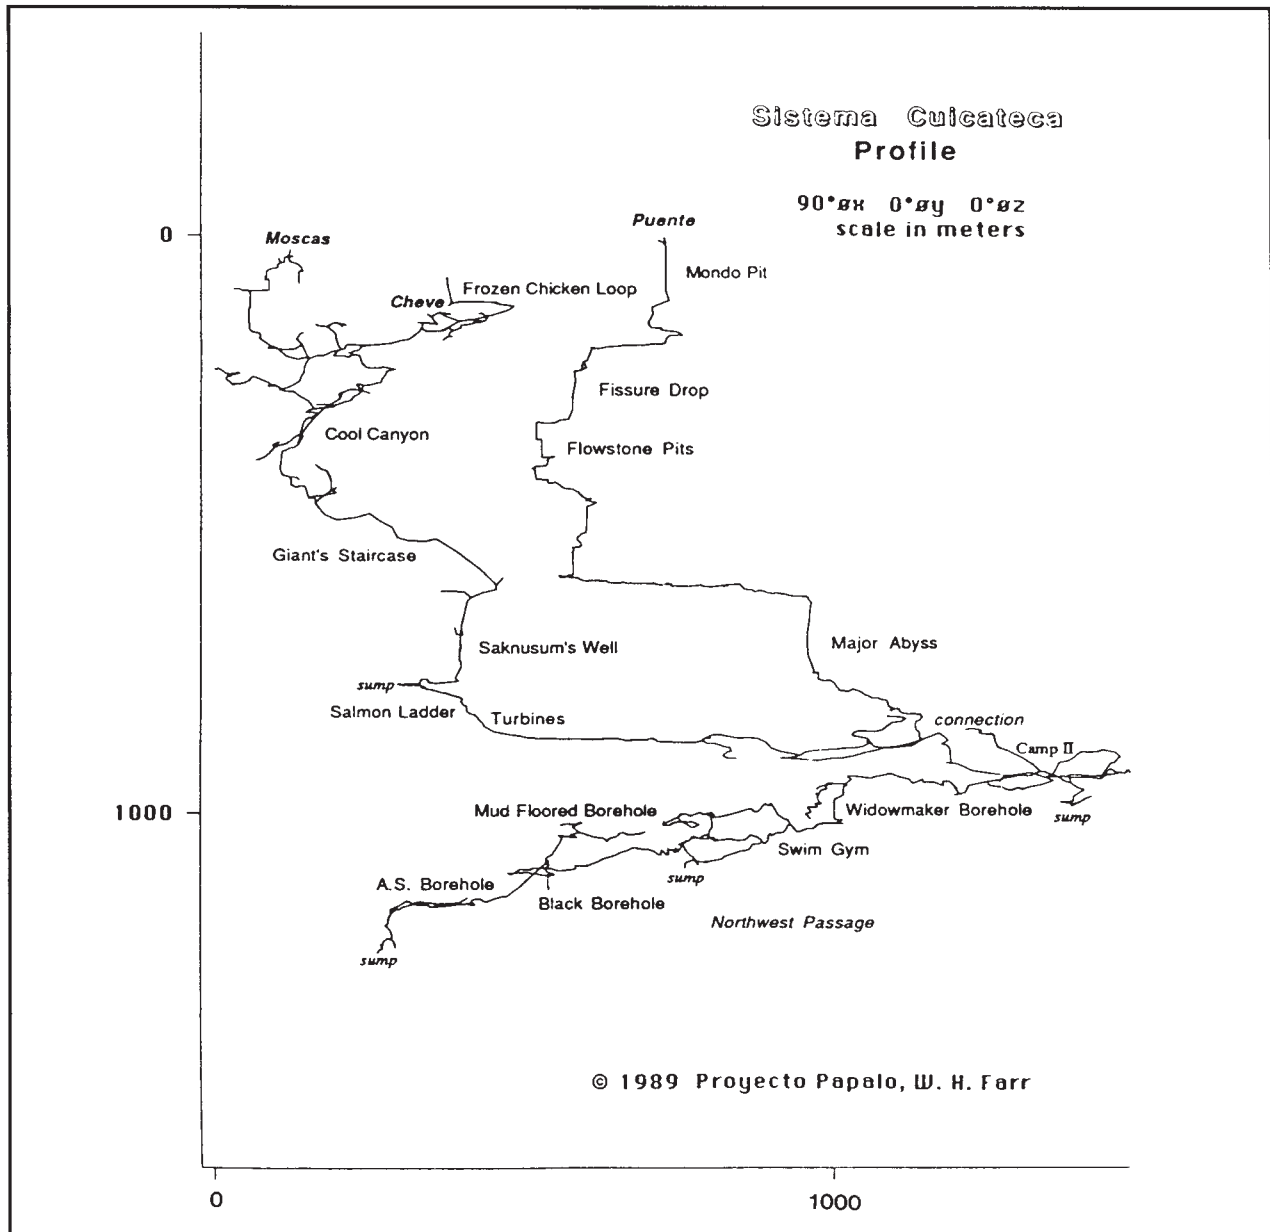 Sistema Cuicateca
Profile
90°øx 0°øy 0°øz
scale in meters
0
Moscas
Puente
Mondo Pit
Frozen Chicken Loop
Cheve
Fissure Drop
Cool Canyon
Flowstone Pits
Giant's Staircase
Saknusum's Well
Major Abyss
sump
Salmon Ladder
Turbines
connection
Camp II
1000
Mud Floored Borehole
Widowmaker Borehole
sump
Swim Gym
sump
A.S. Borehole
Black Borehole
Northwest Passage
sump
© 1989 Proyecto Papalo, W. H. Farr
0
1000